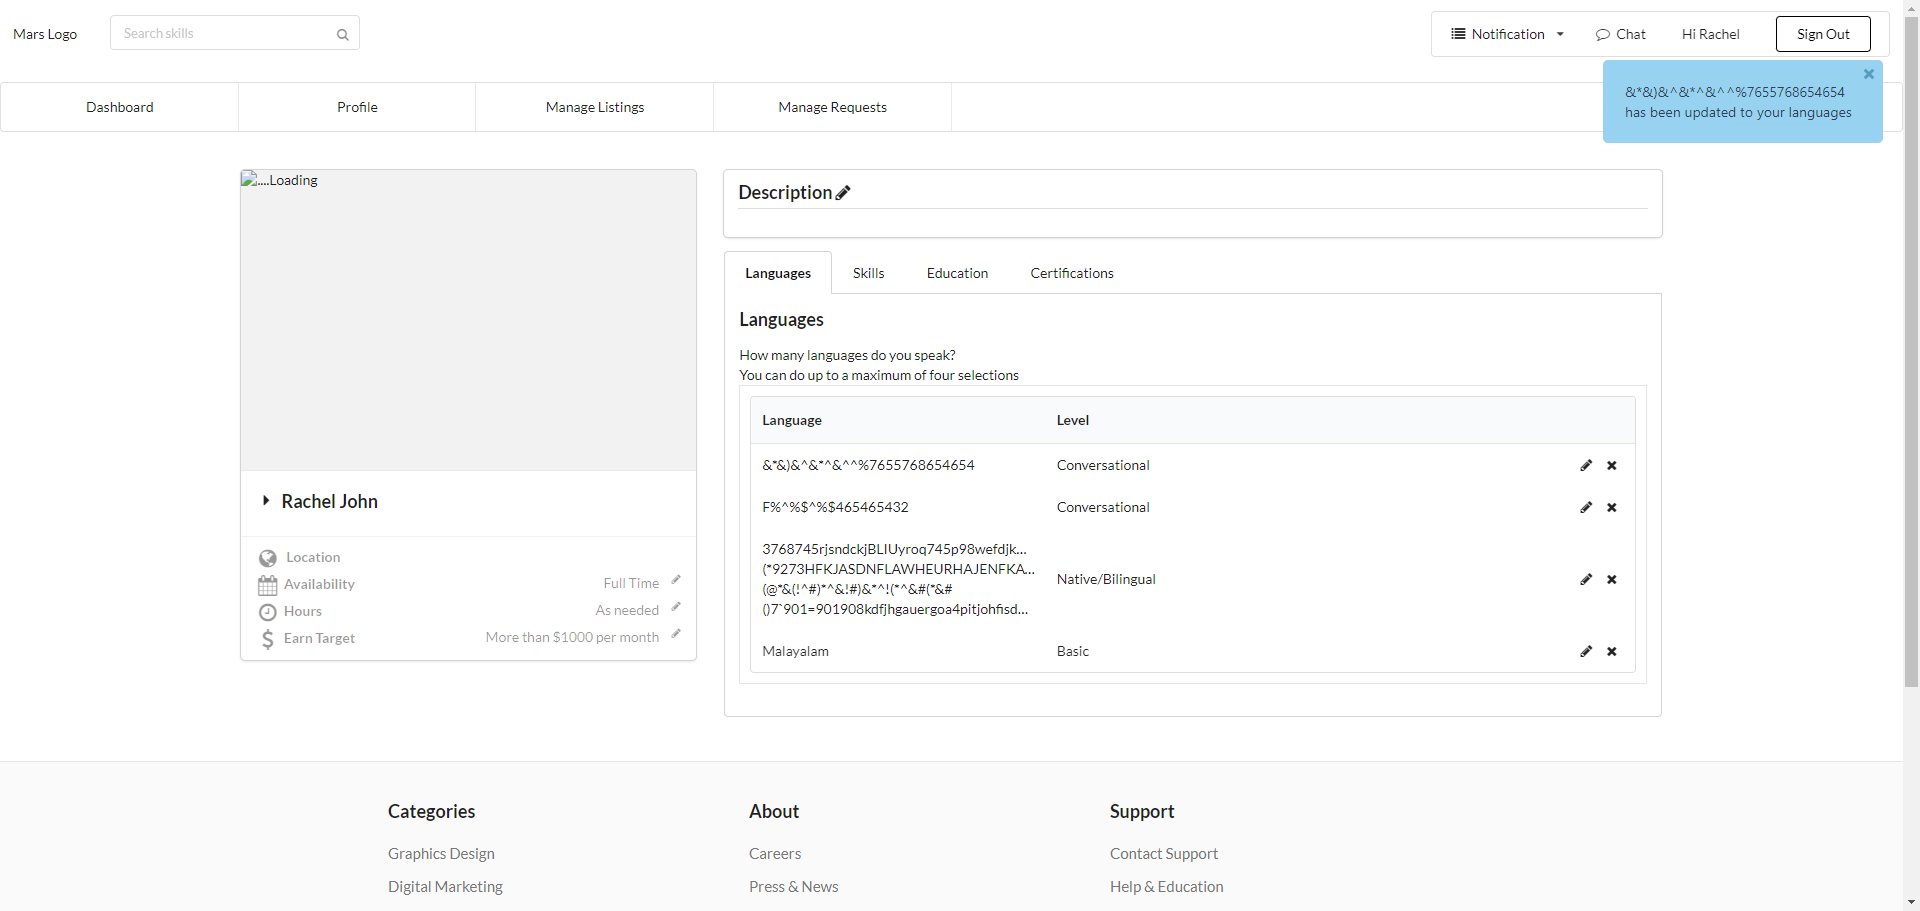 Mars Logo
Search skills
Notification
Chat
Hi Rachel
Sign Out
&*&)&^&*^&^^%7655768654654
has been updated to your languages
Dashboard
Profile
Manage Listings
Manage Requests
....Loading
Rachel John
Location
Availability
Full Time
Hours
As needed
Earn Target
More than $1000 per month
Description
Languages
Skills
Education
Certifications
Languages
How many languages do you speak?
You can do up to a maximum of four selections
Language
Level
&*&)&^&*^&^^%7655768654654
Conversational
F%^%$^%$465465432
Conversational
3768745rjsndckjBLIUyroq745p98wefdjk...
(*9273HFKJASDNFLAWHEURHAJENFKA...
(@*&(!^#)*^&!#)&*^!(*^&#(*&#
()7`901=901908kdfjhgauergoa4pitjohfisd...
Native/Bilingual
Malayalam
Basic
Categories
Graphics Design
Digital Marketing
About
Careers
Press & News
Support
Contact Support
Help & Education